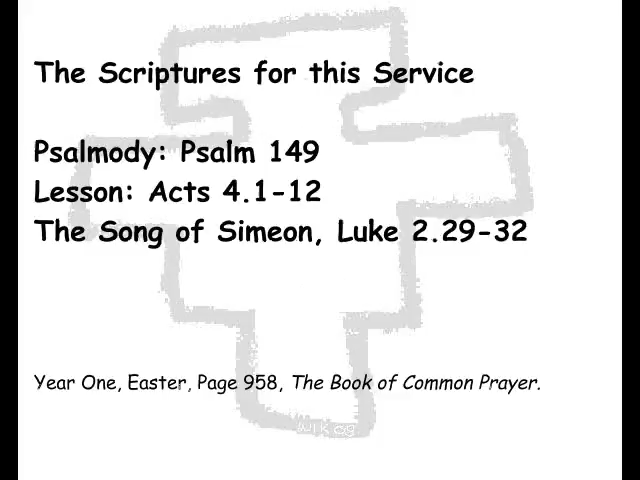 The Scriptures for this Service
Psalmody: Psalm 149
Lesson: Acts 4.1-12
The Song of Simeon, Luke 2.29-32
Year One, Easter, Page 958, The Book of Common Prayer.